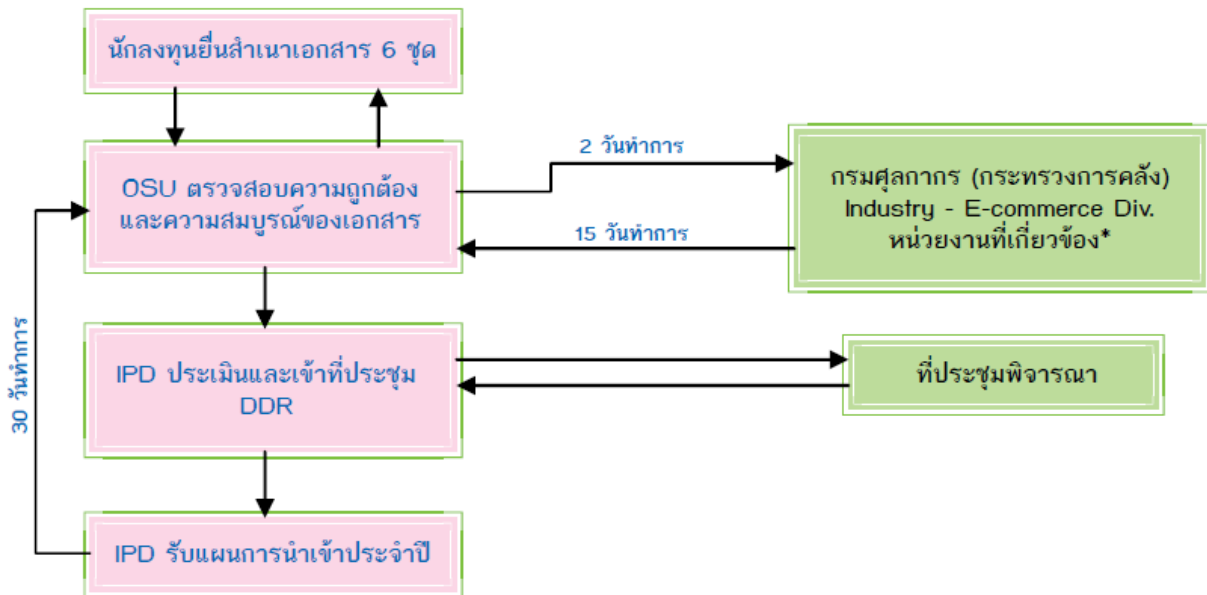 นักลงทุนยื่นสำเนาเอกสาร 6 ชุด
OSU ตรวจสอบความถูกต้อง
และความสมบูรณ์ของเอกสาร
2 วันทำการ
15 วันทำการ
กรมศุลกากร (กระทรวงการคลัง)
Industry - E-commerce Div.
หน่วยงานที่เกี่ยวข้อง*
30 วันทำการ
IPD ประเมินและเข้าที่ประชุม
DDR
ที่ประชุมพิจารณา
IPD รับแผนการนำเข้าประจำปี